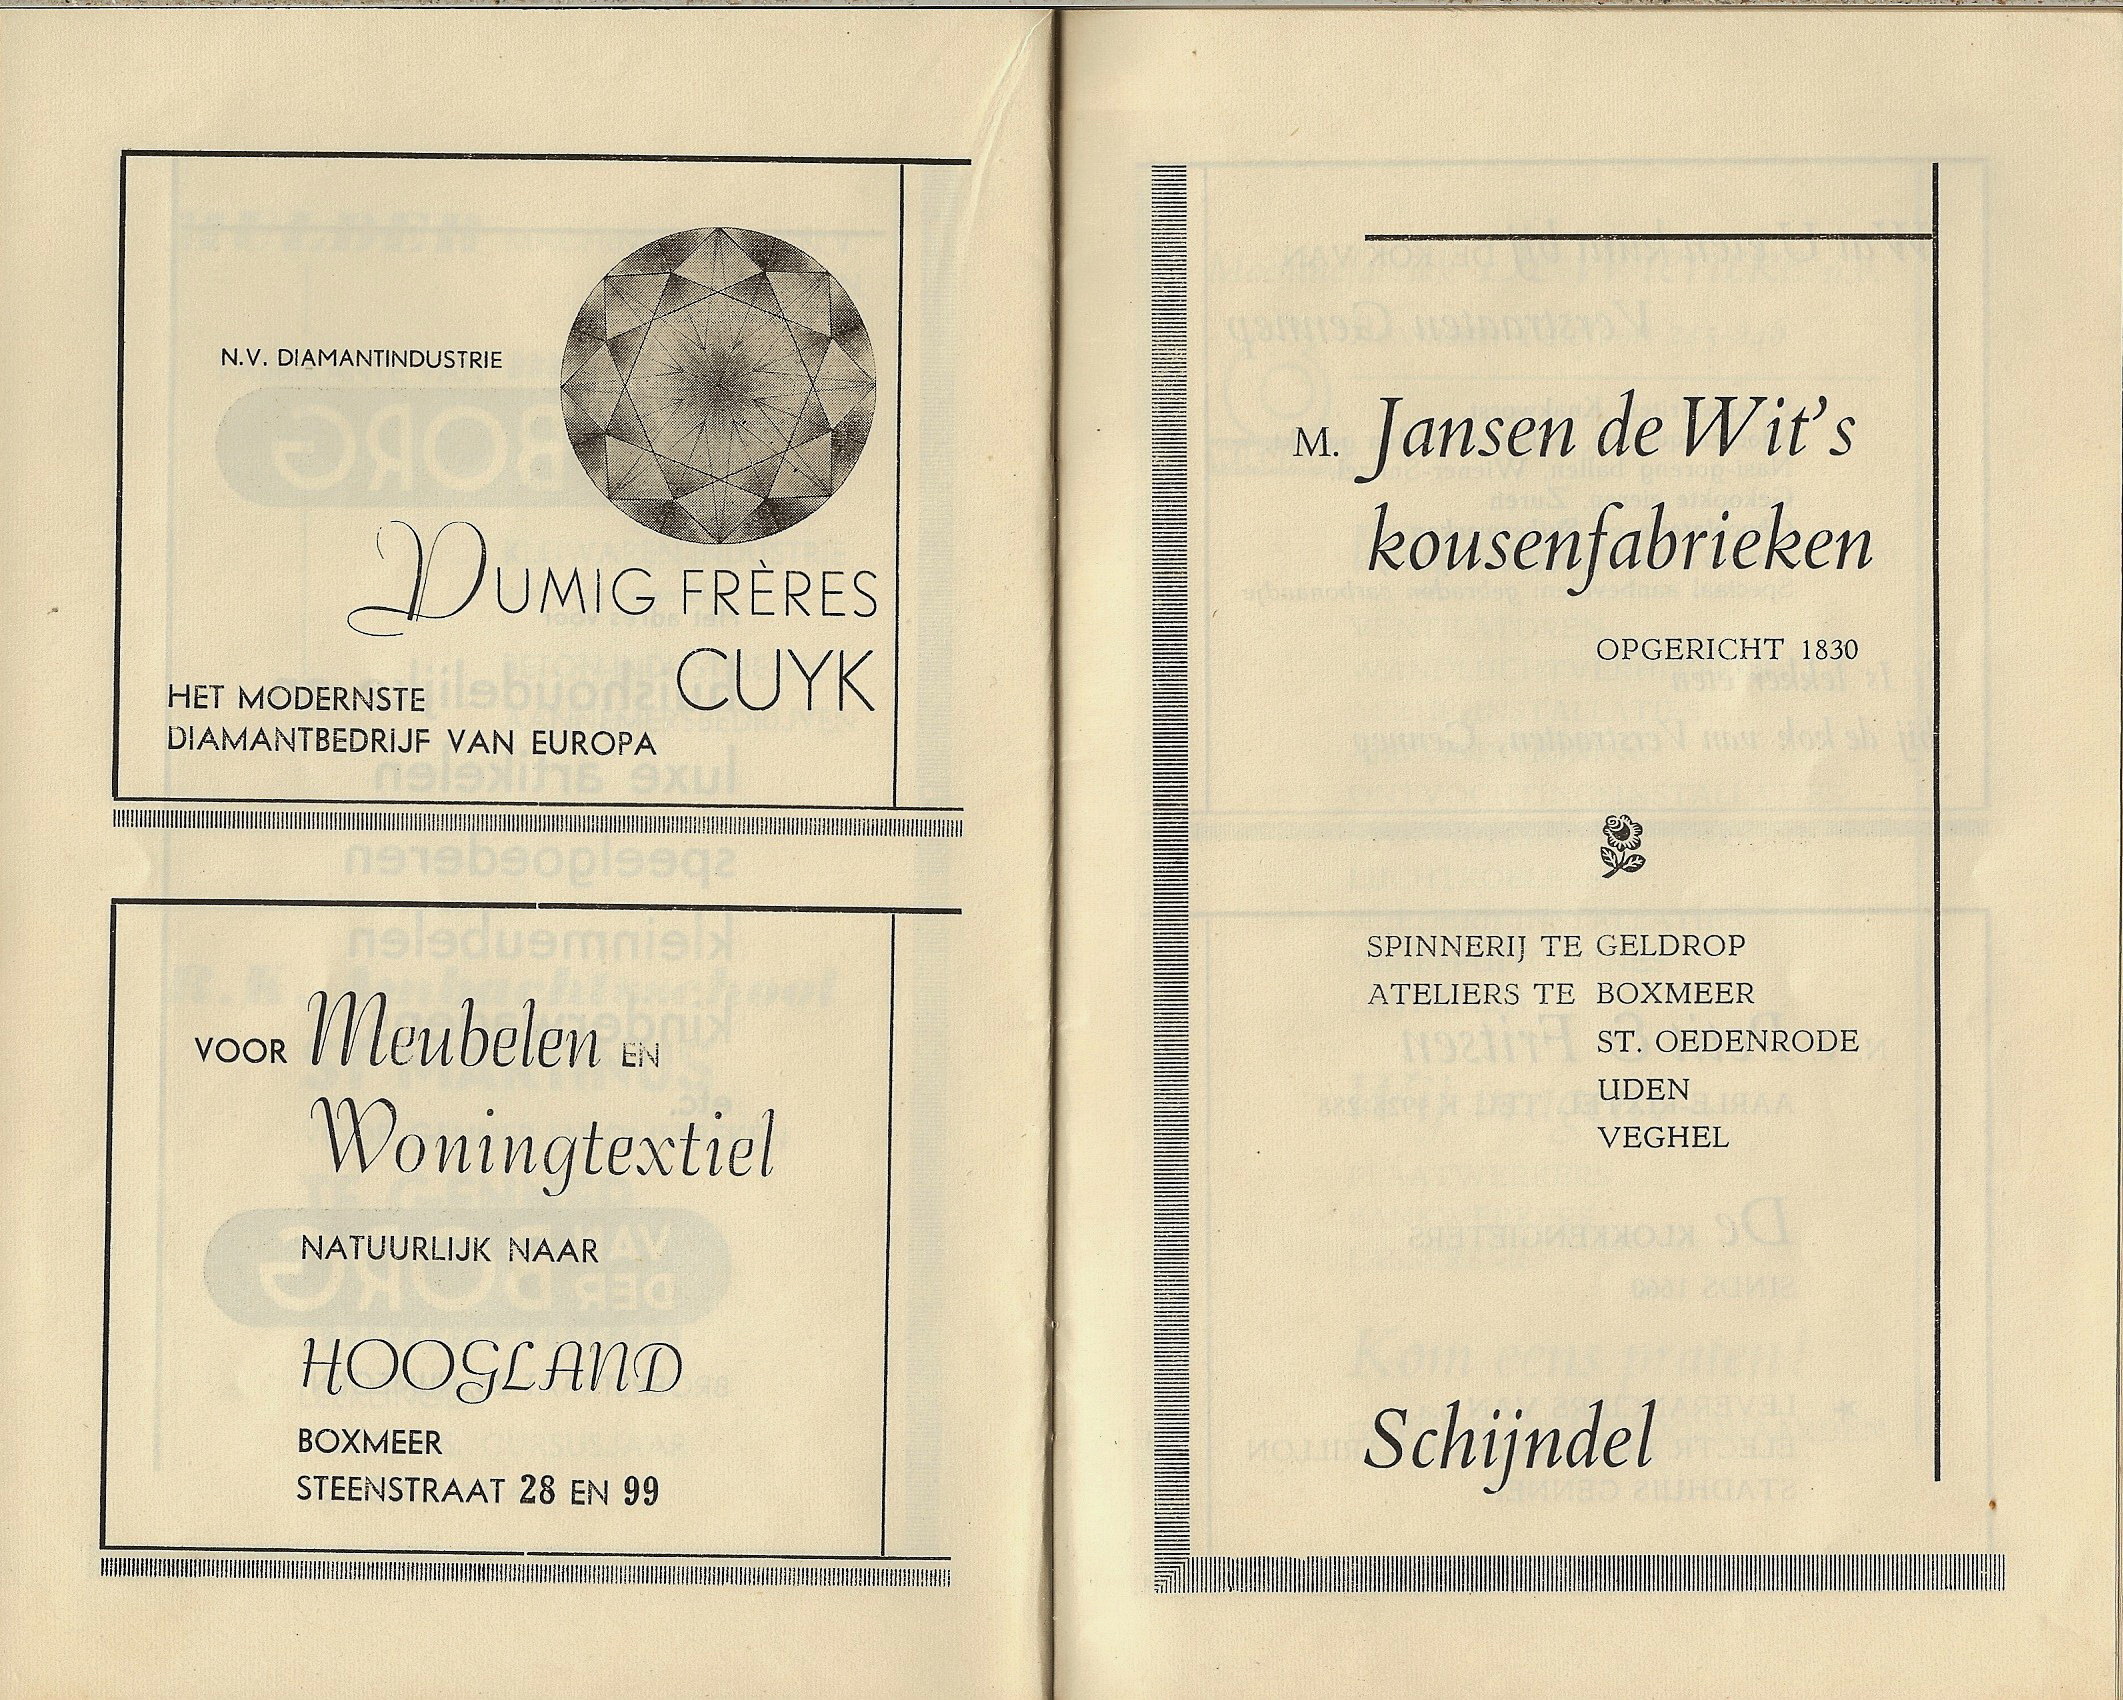 N.V. DIAMANTINDUSTRIE
DUMIG FRÈRES
CUYK
HET MODERNSTE
DIAMANTBEDRIJF VAN EUROPA
VOOR Meubelen EN
Woningtextiel
NATUURLIJK NAAR
HOOGLAND
BOXMEER
STEENSTRAAT 28 EN 99
M. Jansen de Wit's
kousenfabrieken
OPGERICHT 1830
SPINNERIJ TE GELDROP
ATELIERS TE BOXMEER
ST. OEDENRODE
UDEN
VEGHEL
Schijndel